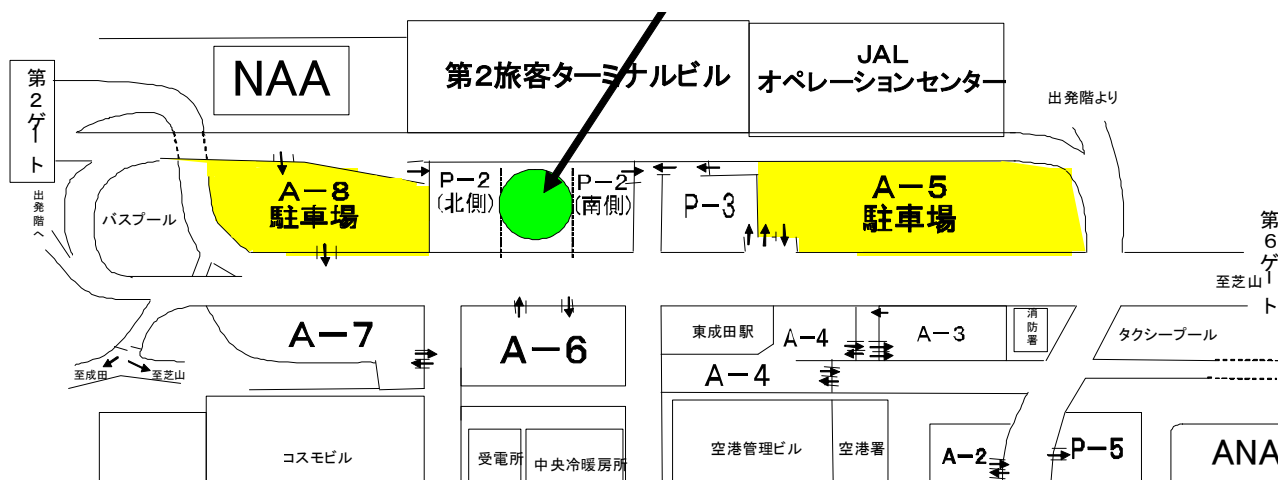 NAA
第2旅客ターミナルビル
JAL
オペレーションセンター
第2ゲート
出発階より
出発階へ
バスプール
A-8
駐車場
P-2
(北側)
P-2
(南側)
P-3
A-5
駐車場
第6ゲート
至芝山
A-7
A-6
東成田駅
A-4
A-3
消防署
タクシープール
至成田
至芝山
A-4
コスモビル
受電所
中央冷暖房所
空港管理ビル
空港署
A-2
P-5
ANA